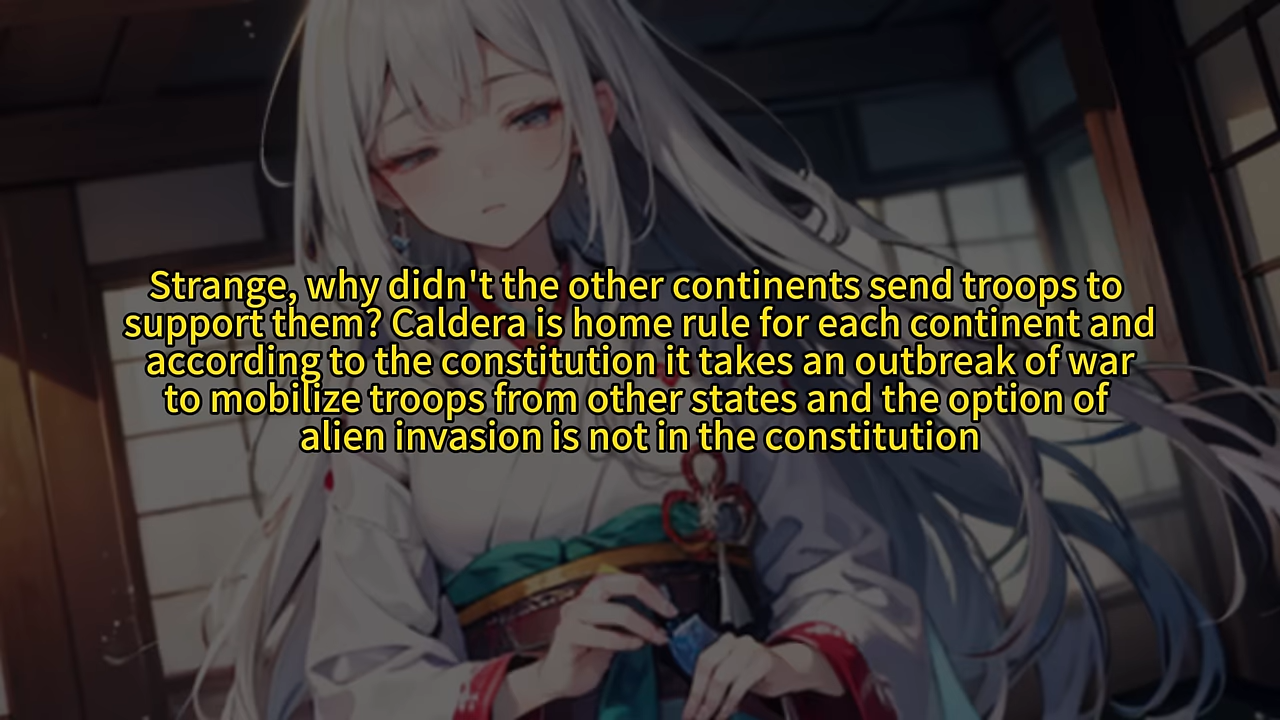 Strange, why didn't the other continents send troops to
support them? Caldera is home rule for each continent and
according to the constitution it takes an outbreak of war
to mobilize troops from other states and the option of
alien invasion is not in the constitution